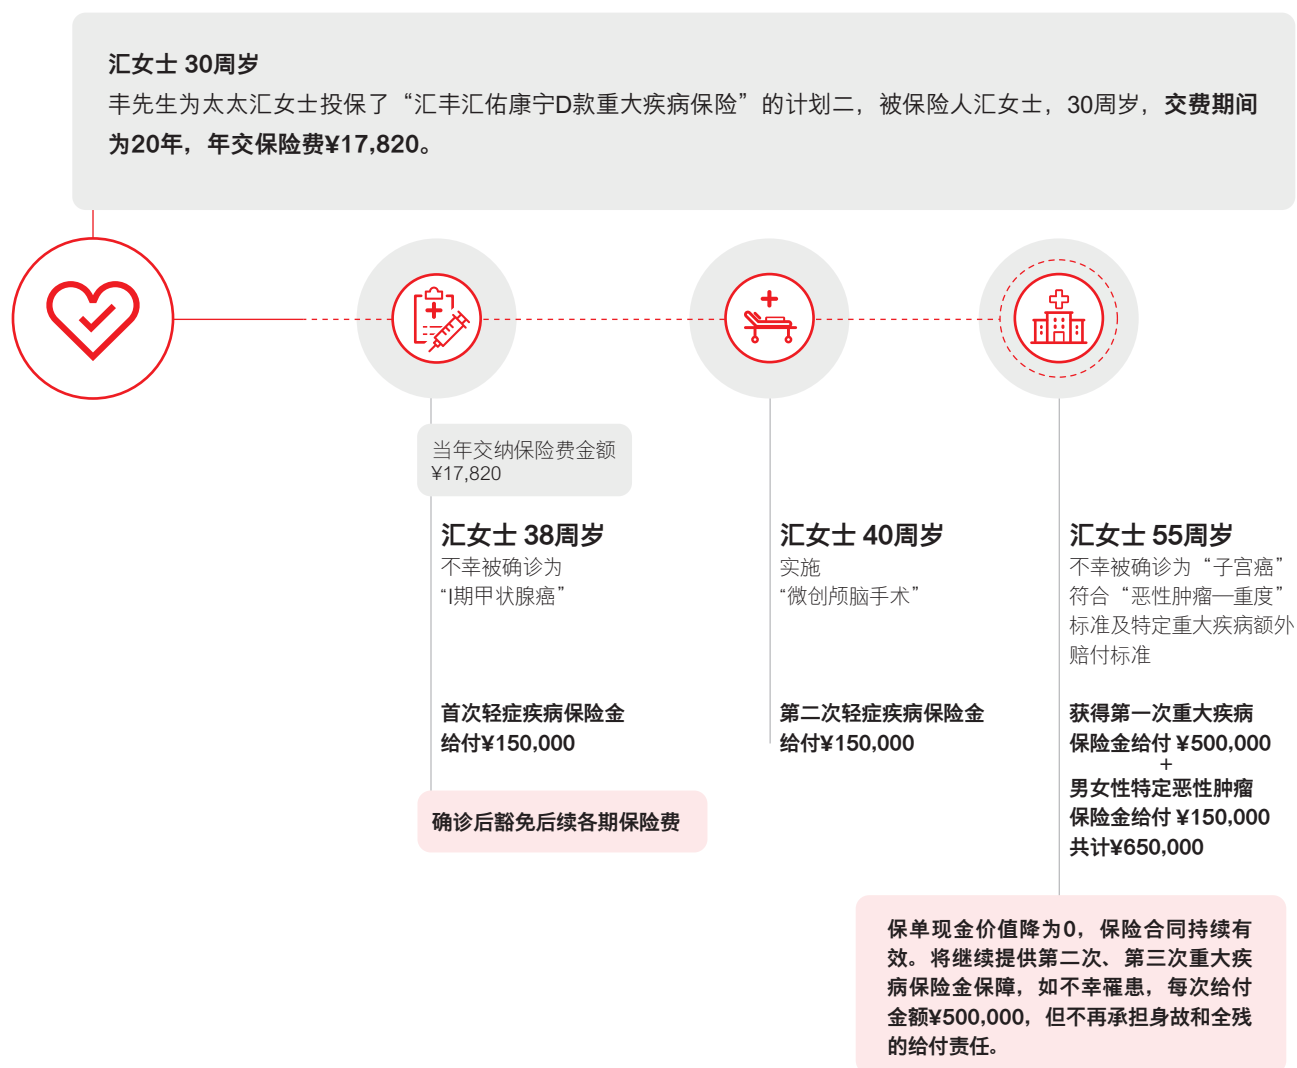 汇女士 30周岁
丰先生为太太汇女士投保了“汇丰汇佑康宁D款重大疾病保险”的计划二，被保险人汇女士，30周岁，交费期间
为20年，年交保险费¥17,820。
当年交纳保险费金额
¥17,820
汇女士 38周岁
不幸被确诊为
“I期甲状腺癌”
首次轻症疾病保险金
给付¥150,000
确诊后豁免后续各期保险费
汇女士 40周岁
实施
“微创颅脑手术”
第二次轻症疾病保险金
给付¥150,000
汇女士 55周岁
不幸被确诊为“子宫癌”
符合“恶性肿瘤—重度”
标准及特定重大疾病额外
赔付标准
获得第一次重大疾病
保险金给付 ¥500,000
+
男女性特定恶性肿瘤
保险金给付 ¥150,000
共计¥650,000
保单现金价值降为0，保险合同持续有
效。将继续提供第二次、第三次重大疾
病保险金保障，如不幸罹患，每次给付
金额¥500,000，但不再承担身故和全残
的给付责任。